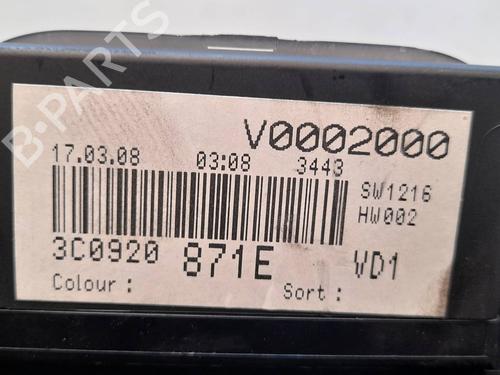 V0002000
17.03.08 03:08 3443
SW1216
HW002
3C0920 871E VD1
Colour : Sort :
B-PARTS